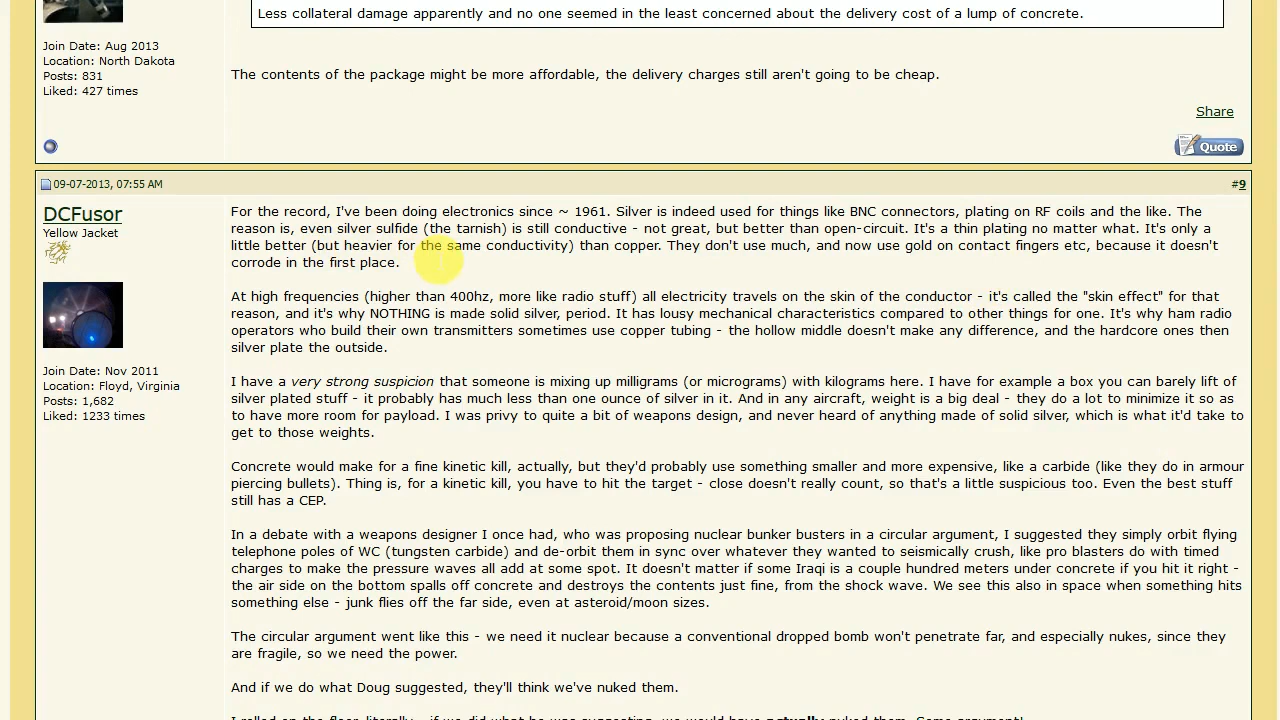 Less collateral damage apparently and no one seemed in the least concerned about the delivery cost of a lump of concrete.
Join Date: Aug 2013
Location: North Dakota
Posts: 831
Liked: 427 times
The contents of the package might be more affordable, the delivery charges still aren't going to be cheap.
Share
Quote
09-07-2013, 07:55 AM
#9
DCFusor
Yellow Jacket
Join Date: Nov 2011
Location: Floyd, Virginia
Posts: 1,682
Liked: 1233 times
For the record, I've been doing electronics since ~ 1961. Silver is indeed used for things like BNC connectors, plating on RF coils and the like. The
reason is, even silver sulfide (the tarnish) is still conductive - not great, but better than open-circuit. It's a thin plating no matter what. It's only a
little better (but heavier for the same conductivity) than copper. They don't use much, and now use gold on contact fingers etc, because it doesn't
corrode in the first place.
At high frequencies (higher than 400hz, more like radio stuff) all electricity travels on the skin of the conductor - it's called the "skin effect" for that
reason, and it's why NOTHING is made solid silver, period. It has lousy mechanical characteristics compared to other things for one. It's why ham radio
operators who build their own transmitters sometimes use copper tubing - the hollow middle doesn't make any difference, and the hardcore ones then
silver plate the outside.
I have a very strong suspicion that someone is mixing up milligrams (or micrograms) with kilograms here. I have for example a box you can barely lift of
silver plated stuff - it probably has much less than one ounce of silver in it. And in any aircraft, weight is a big deal - they do a lot to minimize it so as
to have more room for payload. I was privy to quite a bit of weapons design, and never heard of anything made of solid silver, which is what it'd take to
get to those weights.
Concrete would make for a fine kinetic kill, actually, but they'd probably use something smaller and more expensive, like a carbide (like they do in armour
piercing bullets). Thing is, for a kinetic kill, you have to hit the target - close doesn't really count, so that's a little suspicious too. Even the best stuff
still has a CEP.
In a debate with a weapons designer I once had, who was proposing nuclear bunker busters in a circular argument, I suggested they simply orbit flying
telephone poles of WC (tungsten carbide) and de-orbit them in sync over whatever they wanted to seismically crush, like pro blasters do with timed
charges to make the pressure waves all add at some spot. It doesn't matter if some Iraqi is a couple hundred meters under concrete if you hit it right -
the air side on the bottom spalls off concrete and destroys the contents just fine, from the shock wave. We see this also in space when something hits
something else - junk flies off the far side, even at asteroid/moon sizes.
The circular argument went like this - we need it nuclear because a conventional dropped bomb won't penetrate far, and especially nukes, since they
are fragile, so we need the power.
And if we do what Doug suggested, they'll think we've nuked them.
I rolled on the floor, literally - if we did what he was suggesting, we would have actually nuked them. Some argument!